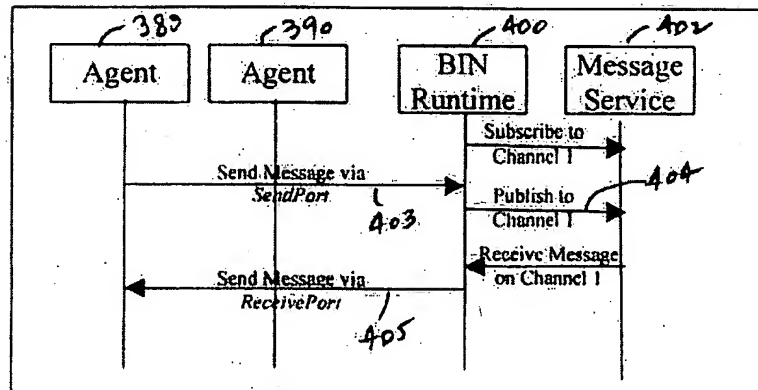 380
390
400
402
Agent
Agent
BIN
Runtime
Message
Service
Subscribe to
Channel 1
Send Message via
SendPort
403
Publish to
Channel 1
404
Receive Message
on Channel 1
Send Message via
ReceivePort
405